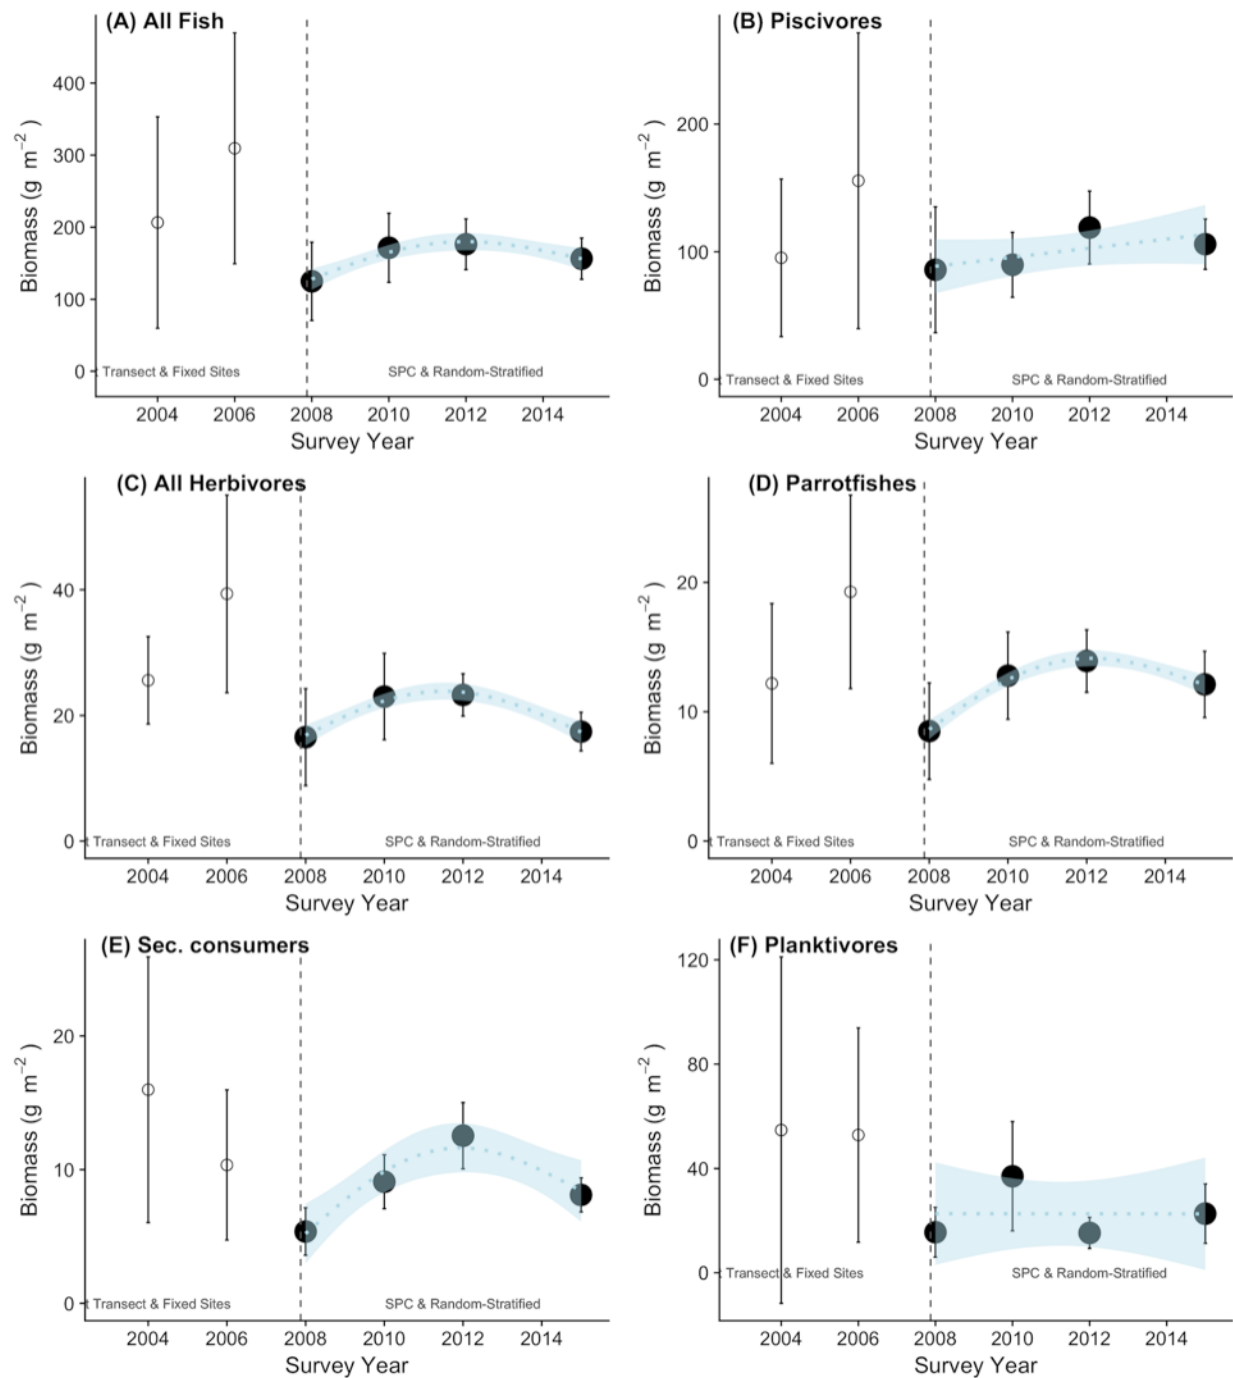 (A) All Fish
Biomass (g m⁻²)
400
300
200
100
0
t Transect & Fixed Sites
SPC & Random-Stratified
2004 2006 2008 2010 2012 2014
Survey Year
(B) Piscivores
Biomass (g m⁻²)
200
100
0
t Transect & Fixed Sites
SPC & Random-Stratified
2004 2006 2008 2010 2012 2014
Survey Year
(C) All Herbivores
Biomass (g m⁻²)
40
20
0
t Transect & Fixed Sites
SPC & Random-Stratified
2004 2006 2008 2010 2012 2014
Survey Year
(D) Parrotfishes
Biomass (g m⁻²)
20
10
0
t Transect & Fixed Sites
SPC & Random-Stratified
2004 2006 2008 2010 2012 2014
Survey Year
(E) Sec. consumers
Biomass (g m⁻²)
20
10
0
t Transect & Fixed Sites
SPC & Random-Stratified
2004 2006 2008 2010 2012 2014
Survey Year
(F) Planktivores
Biomass (g m⁻²)
120
80
40
0
t Transect & Fixed Sites
SPC & Random-Stratified
2004 2006 2008 2010 2012 2014
Survey Year